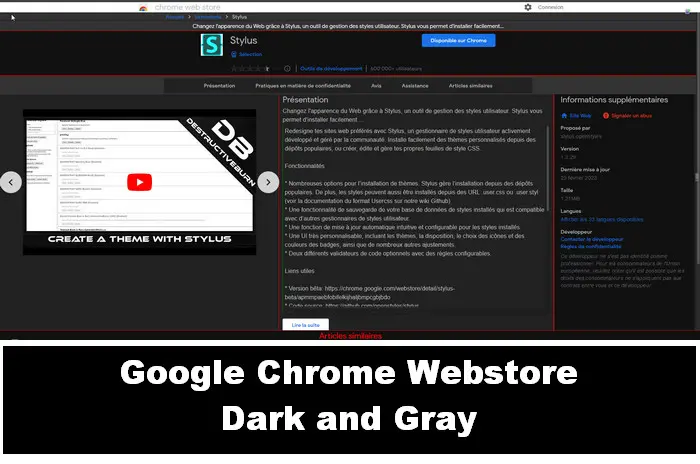 chrome web store
Connexion
Accueil > Extensions > Stylus
Changez l'apparence du Web grâce à Stylus, un outil de gestion des styles utilisateur. Stylus vous permet d'installer facilement…
Stylus
Disponible sur Chrome
Sélection
Outils de développement | 600 000+ utilisateurs
Présentation
Pratiques en matière de confidentialité
Avis
Assistance
Articles similaires
DB
DESTRUCTIVEBURN
CREATE A THEME WITH STYLUS
Présentation
Changez l'apparence du Web grâce à Stylus, un outil de gestion des styles utilisateur. Stylus vous
permet d'installer facilement…
Redesigne tes sites web préférés avec Stylus, un gestionnaire de styles utilisateur activement
développé et géré par la communauté. Installe facilement des thèmes personnalisés depuis des
dépôts populaires, ou créer, édite et gère tes propres feuilles de style CSS.
Fonctionnalités
* Nombreuses options pour l'installation de thèmes. Stylus gère l'installation depuis des dépôts
populaires. De plus, les styles peuvent aussi être installés depuis des URL .user.css ou .user.styl
(voir la documentation du format Usercss sur notre wiki Github)
* Une fonctionnalité de sauvegarde de votre base de données de styles installés qui est compatible
avec d'autres gestionnaires de styles utilisateur.
* Une fonction de mise à jour automatique intuitive et configurable pour les styles installés
* Une UI très personnalisable, incluant les thèmes, la disposition, le choix des icônes et des
couleurs des badges, ainsi que de nombreux autres ajustements.
* Deux différents validateurs de code optionnels avec des règles configurables.
Liens utiles
* Version bêta: https://chrome.google.com/webstore/detail/stylus-
* Code source: https://github.com/openstyles/stylus
Lire la suite
Informations supplémentaires
Site Web
Signaler un abus
Proposé par
Version
Dernière mise à jour
Taille
1.21MiB
Langues
Afficher les 23 langues disponibles
Développeur
Contacter le développeur
Règles de confidentialité
Articles similaires
Google Chrome Webstore
Dark and Gray